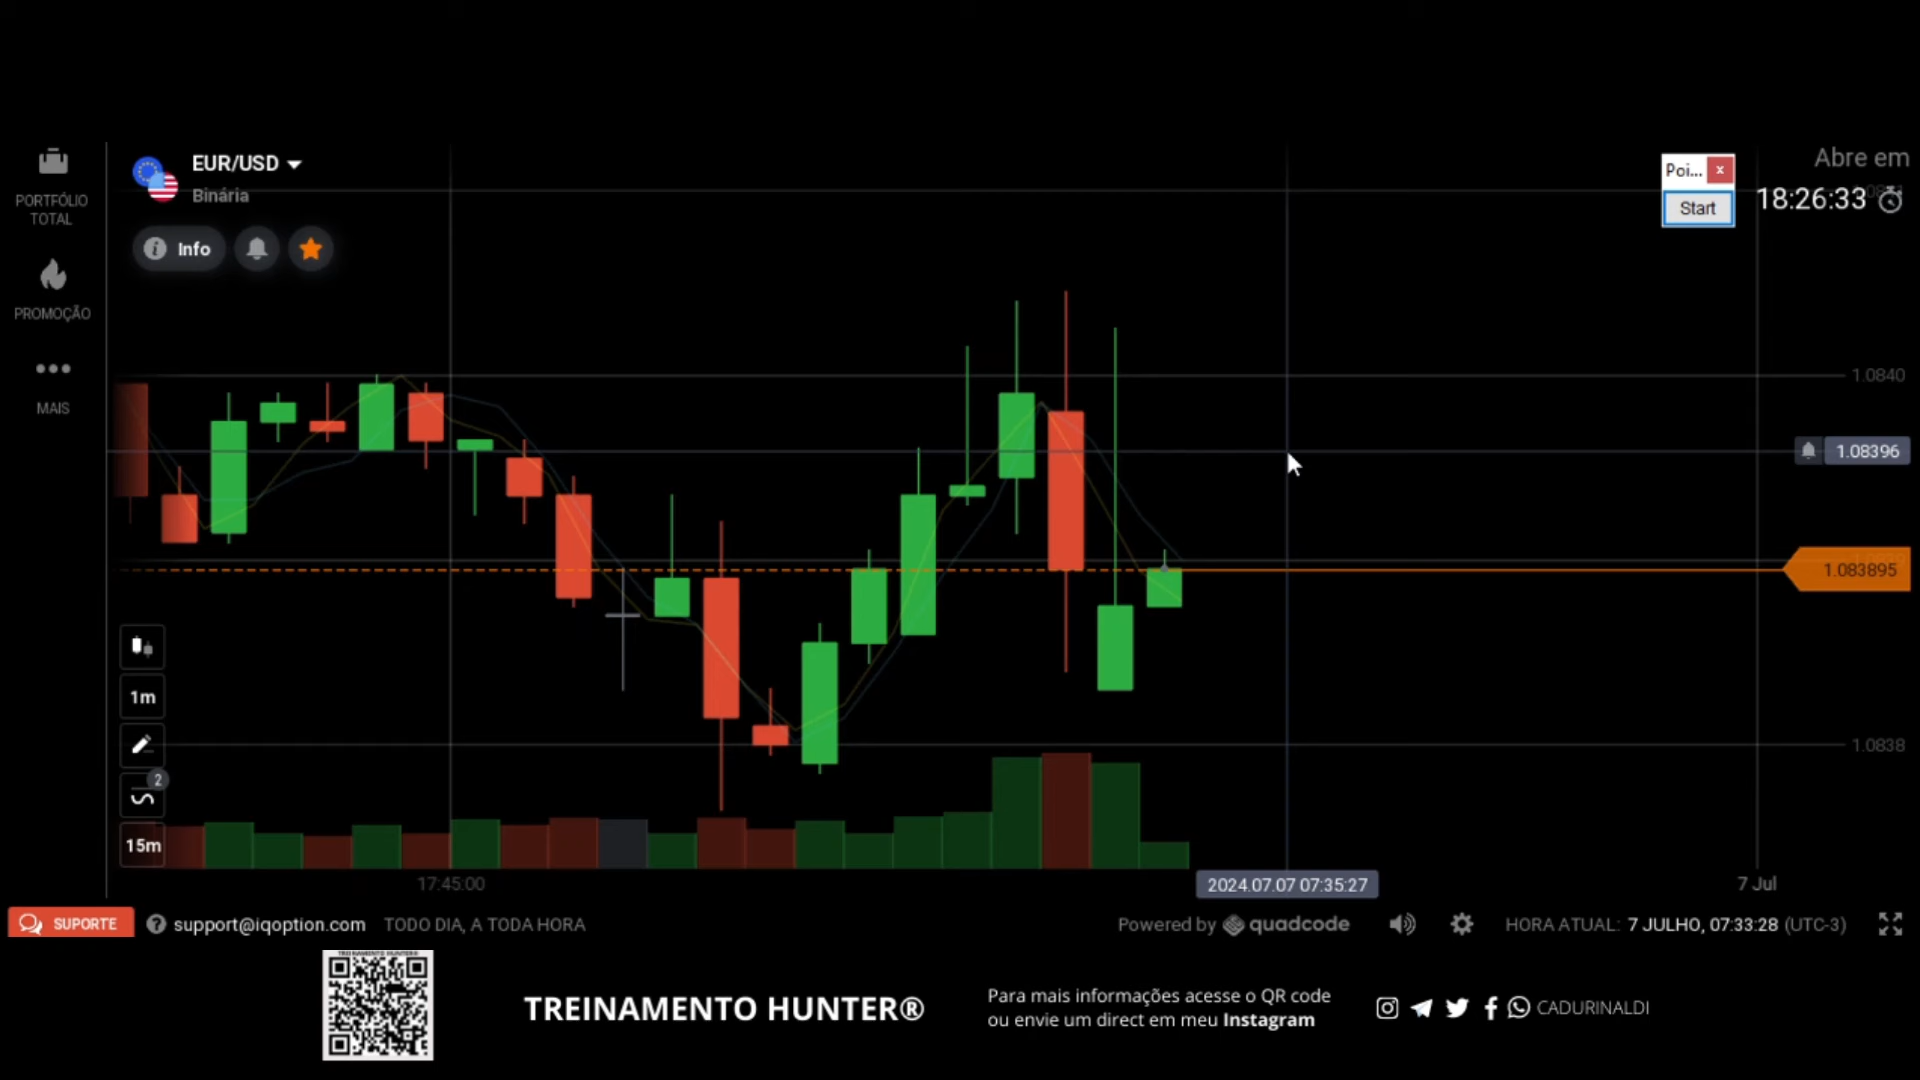 EUR/USD
Binária
Info
PORTFÓLIO
TOTAL
PROMOÇÃO
MAIS
Poi... x
Start
Abre em
18:26:33
1.0840
1.08396
1.083895
1.0838
1m
2
15m
17:45:00
2024.07.07 07:35:27
7 Jul
SUPORTE
support@iqoption.com
TODO DIA, A TODA HORA
Powered by quadcode
HORA ATUAL: 7 JULHO, 07:33:28 (UTC-3)
TREINAMENTO HUNTER®
TREINAMENTO HUNTER®
Para mais informações acesse o QR code
ou envie um direct em meu Instagram
CADURINALDI